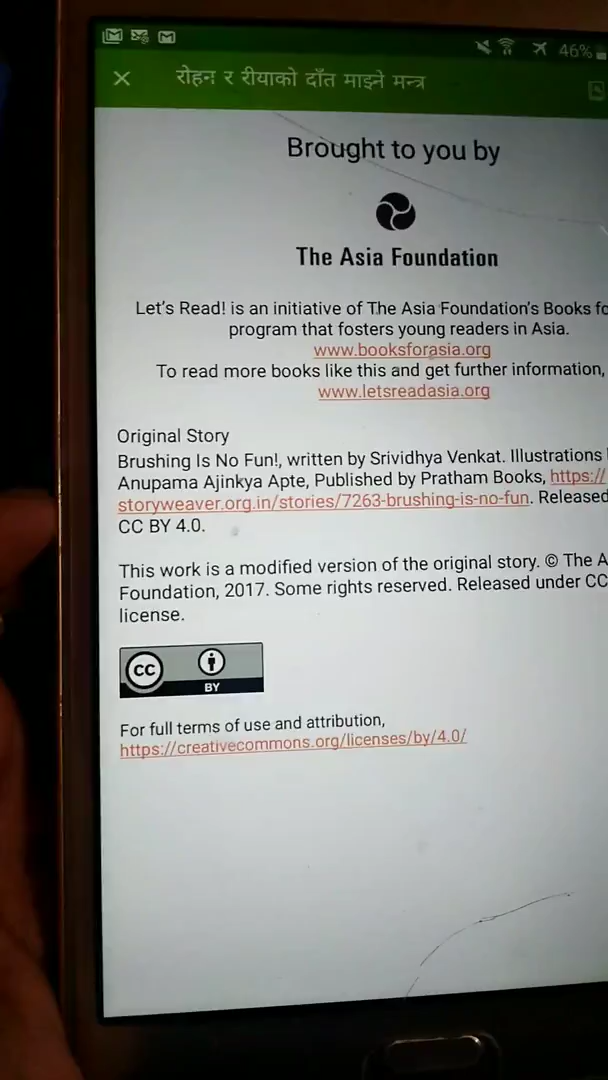 46%
रोहन र रीयाको दाँत माझ्ने मन्त्र
Brought to you by
The Asia Foundation
Let's Read! is an initiative of The Asia Foundation's Books fo
program that fosters young readers in Asia.
www.booksforasia.org
To read more books like this and get further information,
www.letsreadasia.org
Original Story
Brushing Is No Fun!, written by Srividhya Venkat. Illustrations
Anupama Ajinkya Apte, Published by Pratham Books, https://
storyweaver.org.in/stories/7263-brushing-is-no-fun. Released
CC BY 4.0.
This work is a modified version of the original story. © The A
Foundation, 2017. Some rights reserved. Released under CC
license.
cc
BY
For full terms of use and attribution,
https://creativecommons.org/licenses/by/4.0/